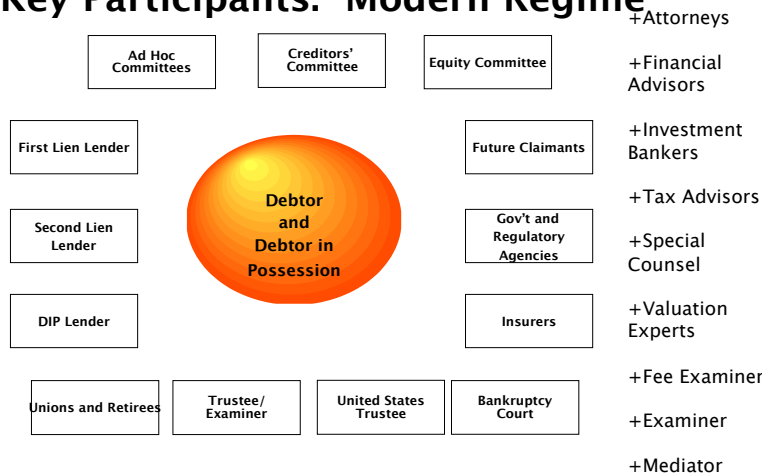 Key Participants: Modern Regime
Ad Hoc
Committees
Creditors'
Committee
Equity Committee
First Lien Lender
Future Claimants
Debtor
and
Debtor in
Possession
Second Lien
Lender
Gov't and
Regulatory
Agencies
DIP Lender
Insurers
Unions and Retirees
Trustee/
Examiner
United States
Trustee
Bankruptcy
Court
+Attorneys
+Financial
Advisors
+Investment
Bankers
+Tax Advisors
+Special
Counsel
+Valuation
Experts
+Fee Examiner
+Examiner
+Mediator